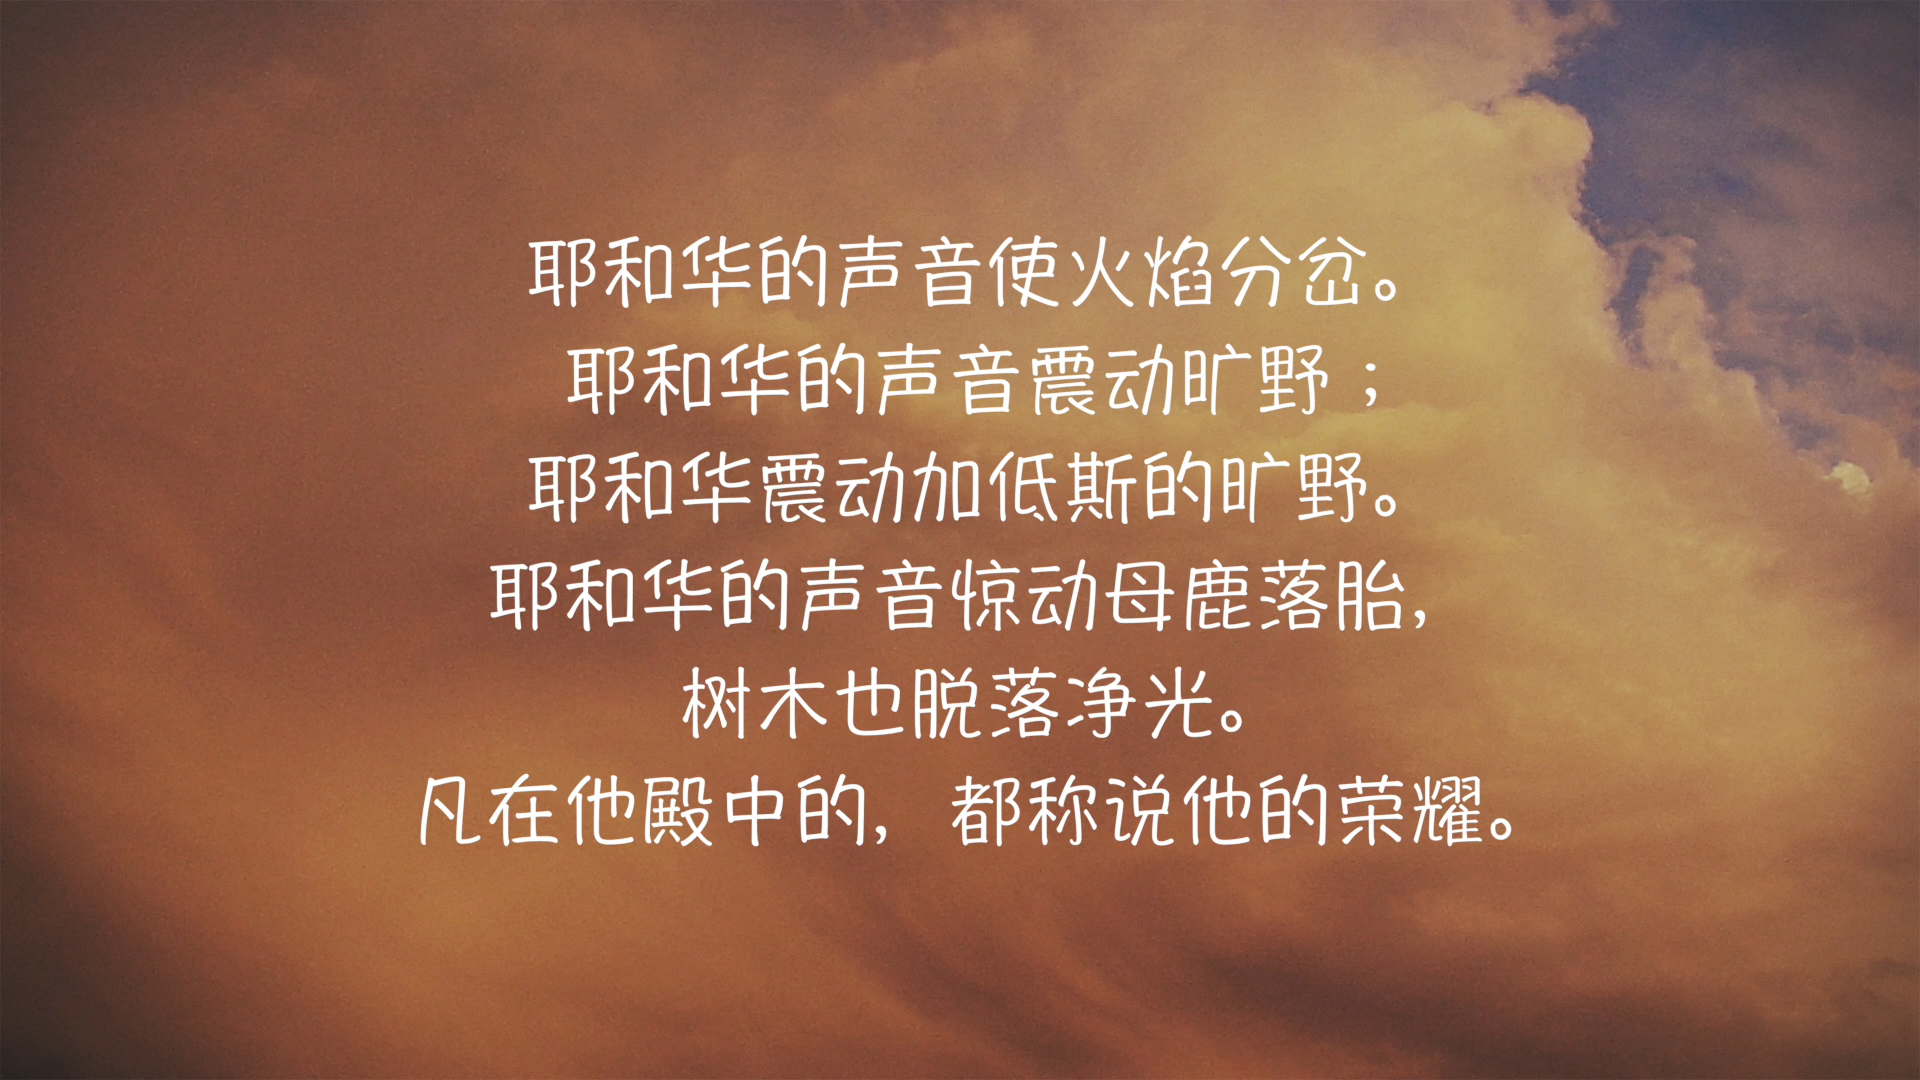 耶和华的声音使火焰分岔。
耶和华的声音震动旷野；
耶和华震动加低斯的旷野。
耶和华的声音惊动母鹿落胎，
树木也脱落净光。
凡在他殿中的，都称说他的荣耀。